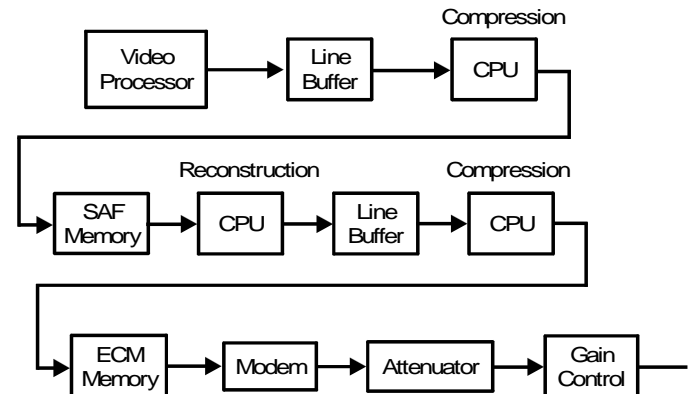 Compression
Video
Processor
Line
Buffer
CPU
Reconstruction
Compression
SAF
Memory
CPU
Line
Buffer
CPU
ECM
Memory
Modem
Attenuator
Gain
Control